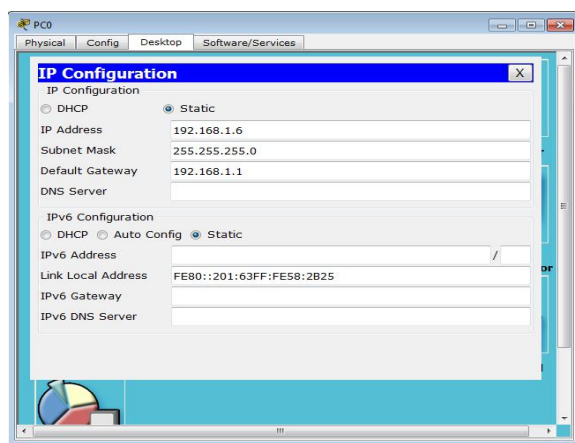 PC0
Physical Config Desktop Software/Services
IP Configuration X
IP Configuration
DHCP Static
IP Address 192.168.1.6
Subnet Mask 255.255.255.0
Default Gateway 192.168.1.1
DNS Server
IPv6 Configuration
DHCP Auto Config Static
IPv6 Address /
Link Local Address FE80::201:63FF:FE58:2B25
IPv6 Gateway
IPv6 DNS Server
or